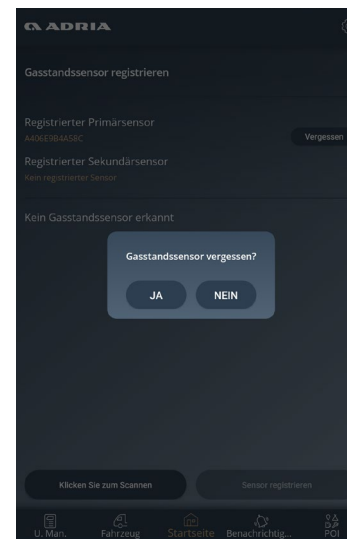 ADRIA
Gasstandssensor registrieren
Registrierter Primärsensor
A406E9B4A58C
Vergessen
Registrierter Sekundärsensor
Kein registrierter Sensor
Kein Gasstandssensor erkannt
Gasstandssensor vergessen?
JA NEIN
Klicken Sie zum Scannen Sensor registrieren
U. Man. Fahrzeug Startseite Benachrichtig... POI